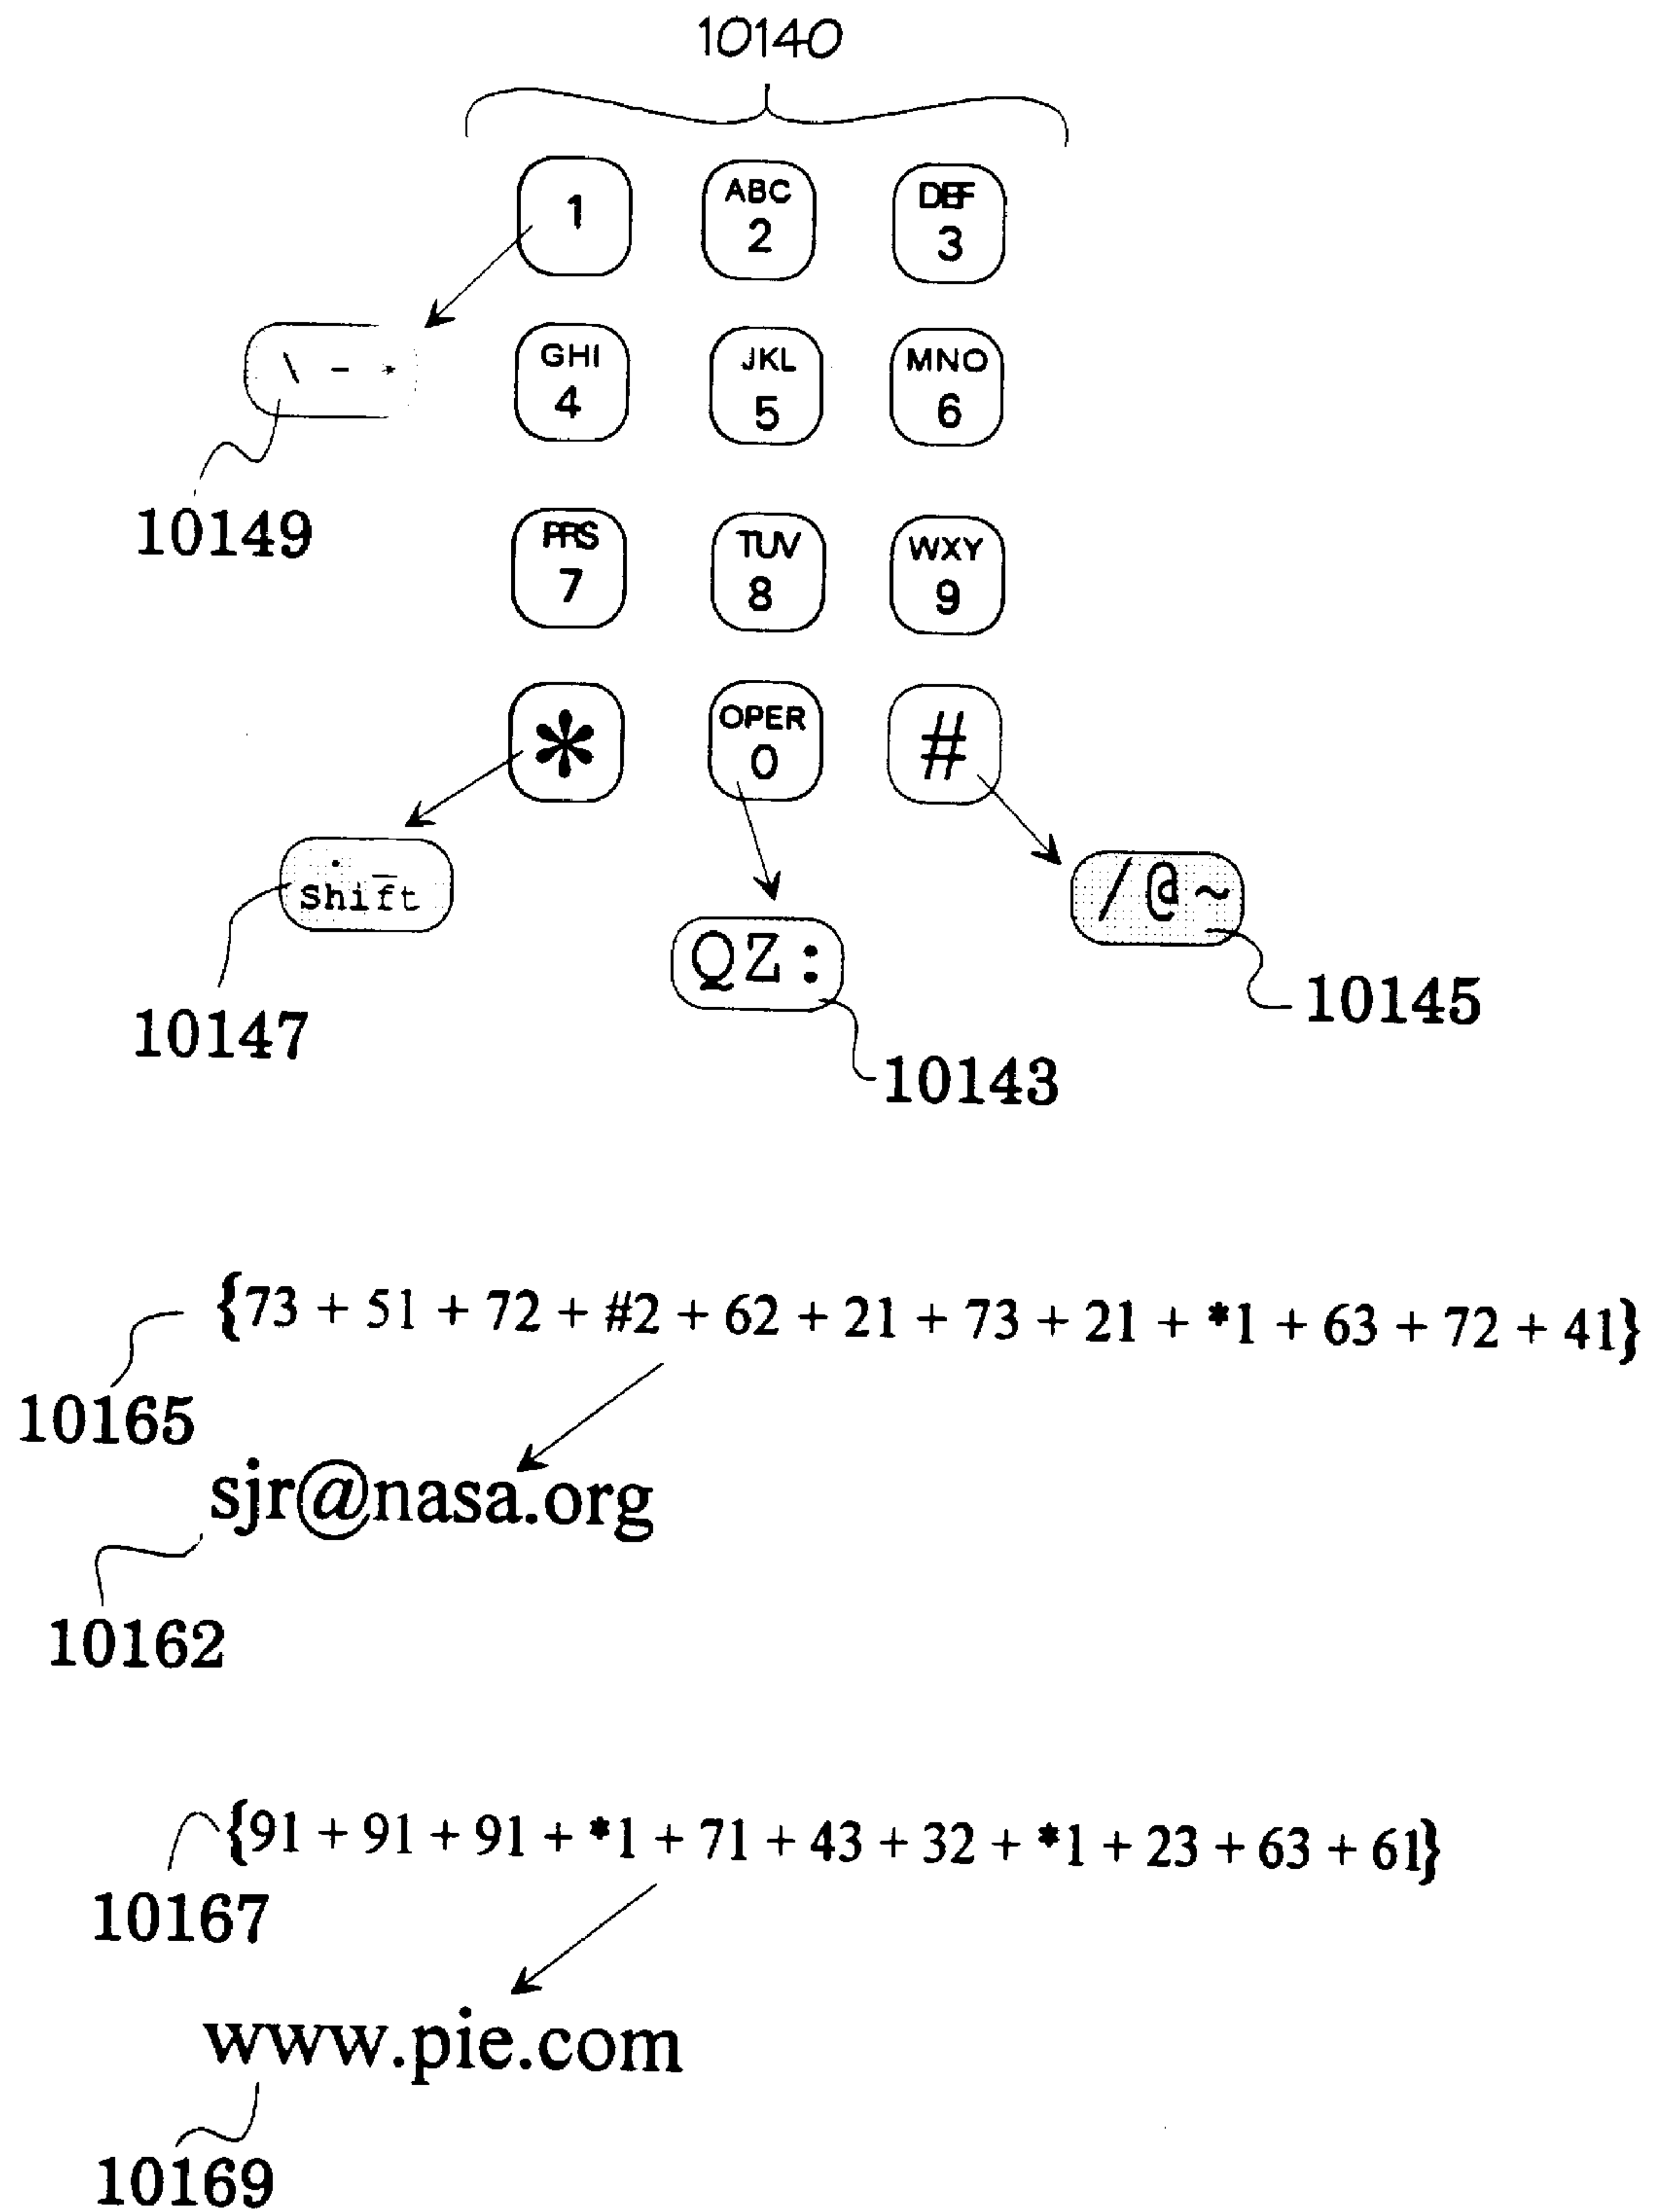 10140
1 ABC DEF
2 3
\ - *
GHI JKL MNO
4 5 6
10149
PRS TUV WXY
7 8 9
* OPER #
0
. _
Shift
/@~
QZ:
10145
10147
10143
{73 + 51 + 72 + #2 + 62 + 21 + 73 + 21 + *1 + 63 + 72 + 41}
10165
sjr@nasa.org
10162
{91 + 91 + 91 + *1 + 71 + 43 + 32 + *1 + 23 + 63 + 61}
10167
www.pie.com
10169